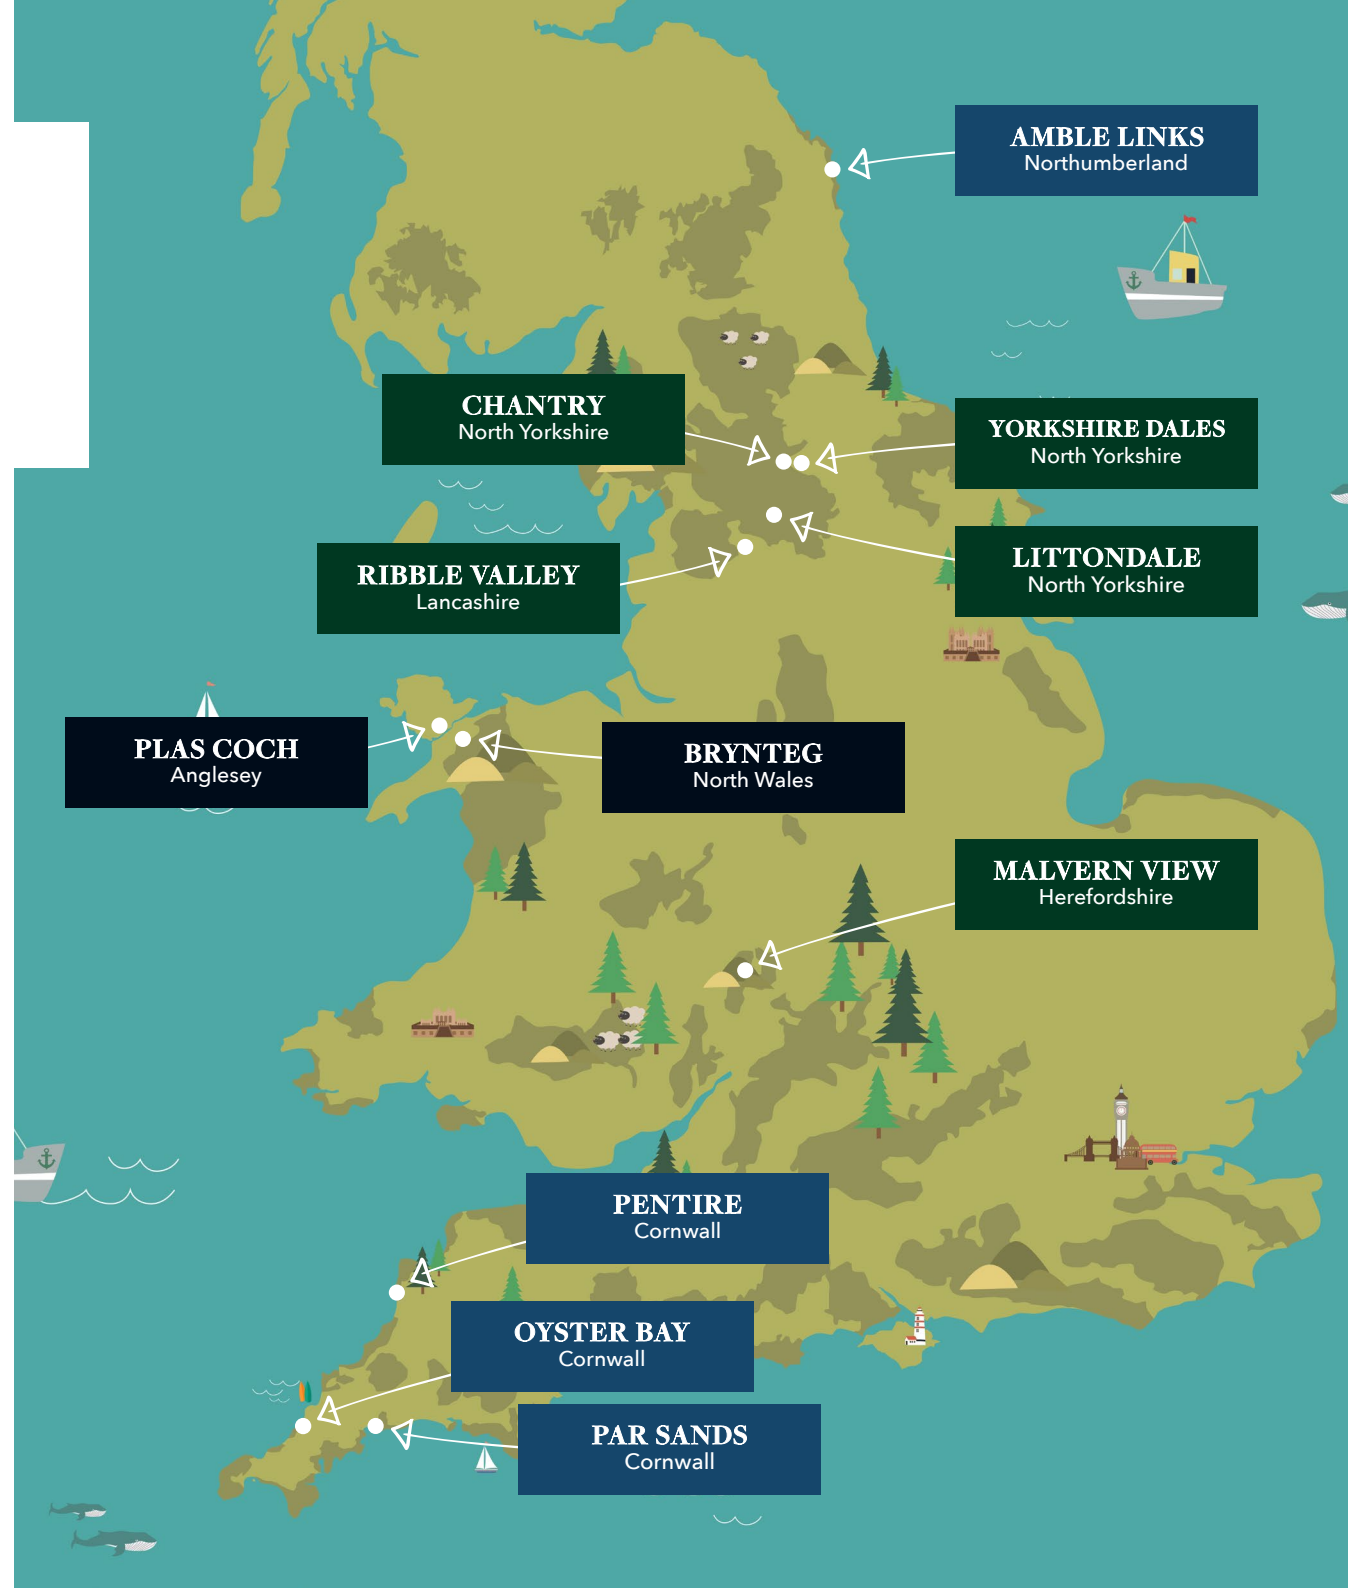 AMBLE LINKS
Northumberland
CHANTRY
North Yorkshire
YORKSHIRE DALES
North Yorkshire
LITTONDALE
North Yorkshire
RIBBLE VALLEY
Lancashire
PLAS COCH
Anglesey
BRYNTEG
North Wales
MALVERN VIEW
Herefordshire
PENTIRE
Cornwall
OYSTER BAY
Cornwall
PAR SANDS
Cornwall